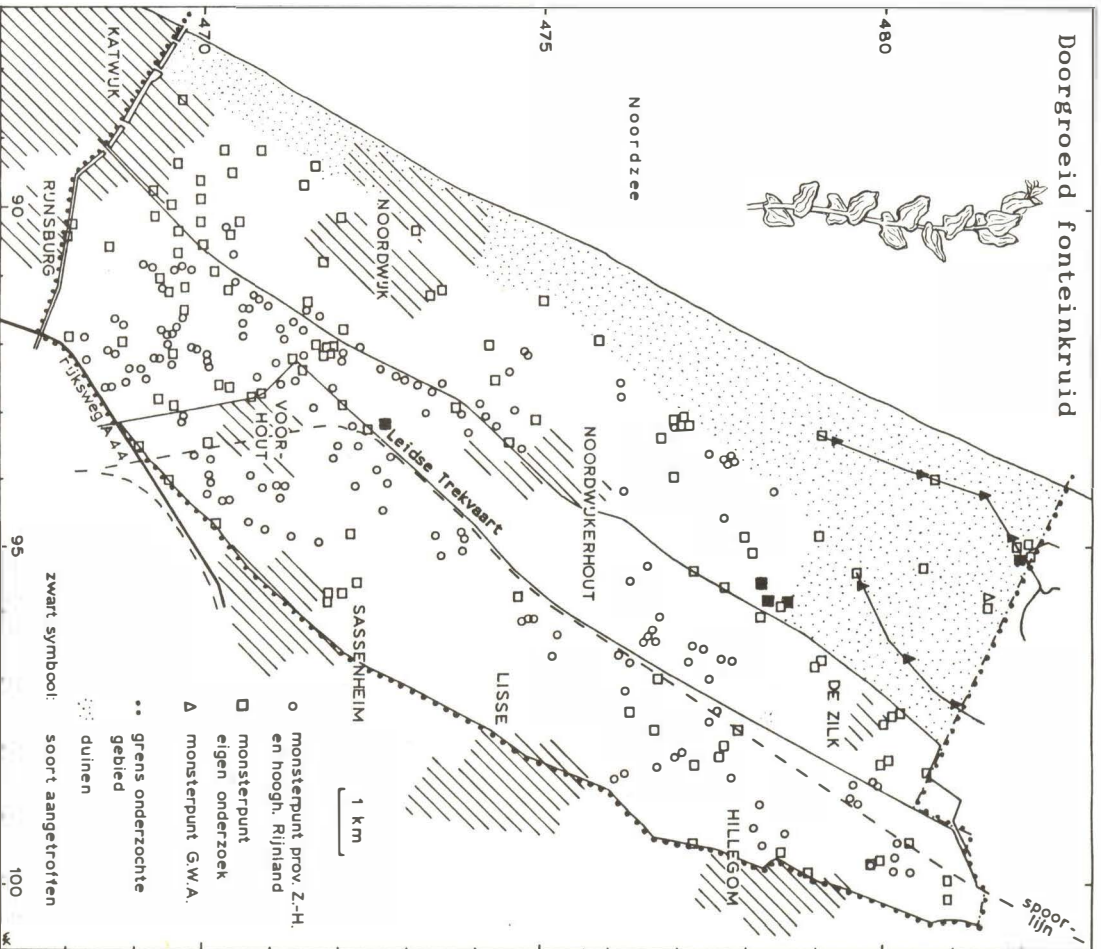 Doorgroeid fonteinkruid
Noordzee
480
475
470
90
95
100
KATWIJK
RIJNSBURG
NOORDWIJK
VOOR-
HOUT
Rijksweg A44
Leidse Trekvaart
NOORDWIJKERHOUT
SASSENHEIM
LISSE
DE ZILK
HILLEGOM
spoor-
lijn
1 km
monsterpunt prov. Z.-H.
en hoogh. Rijnland
monsterpunt
eigen onderzoek
monsterpunt G.W.A.
grens onderzochte
gebied
duinen
zwart symbool: soort aangetroffen